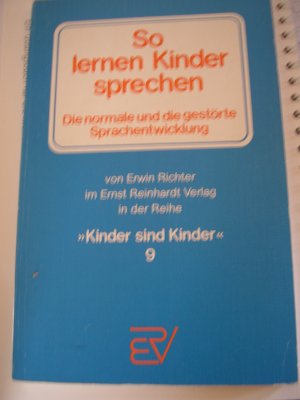 So
lernen Kinder
sprechen
Die normale und die gestörte
Sprachentwicklung
von Erwin Richter
im Ernst Reinhardt Verlag
in der Reihe
»Kinder sind Kinder«
9
ERV